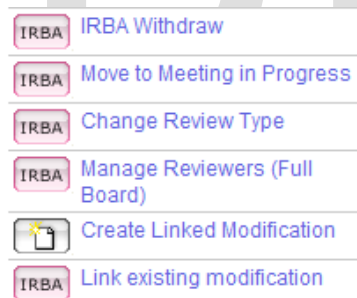 IRBA IRBA Withdraw
IRBA Move to Meeting in Progress
IRBA Change Review Type
IRBA Manage Reviewers (Full
Board)
Create Linked Modification
IRBA Link existing modification